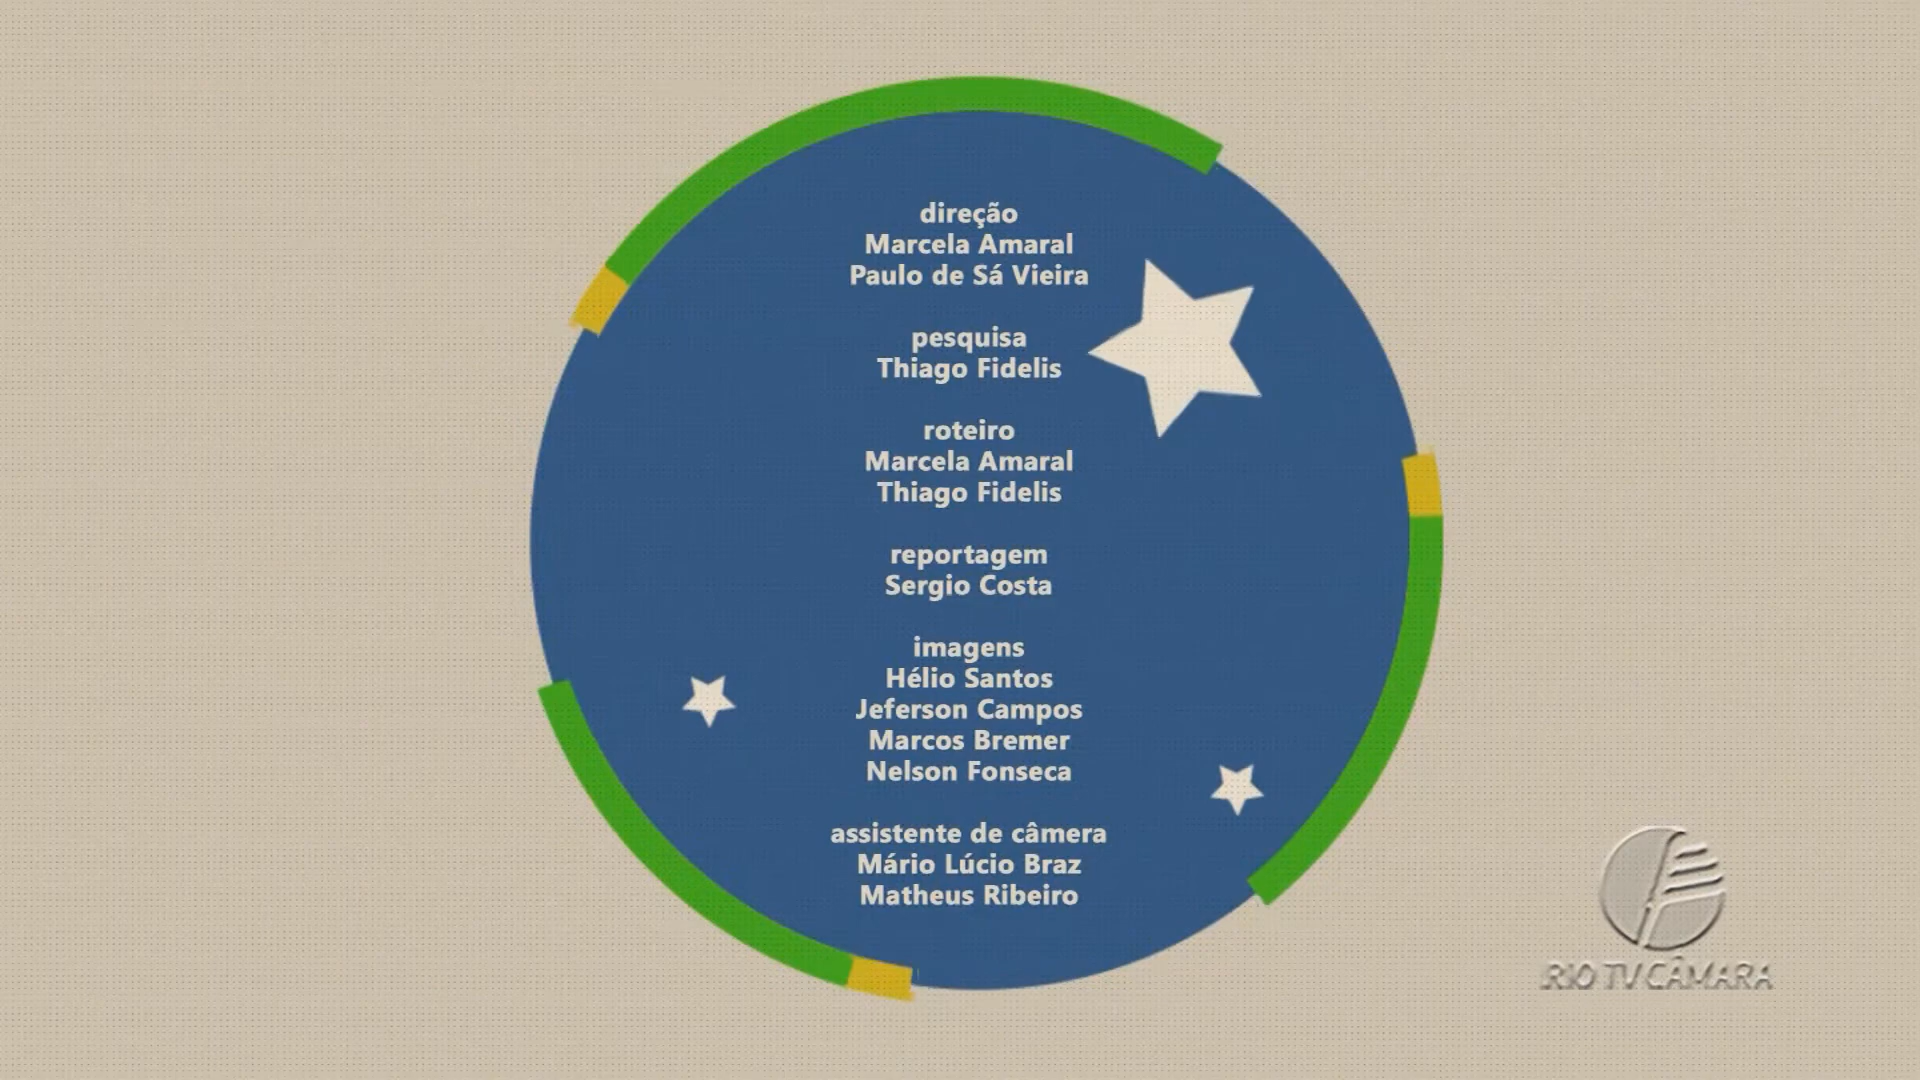 direção
Marcela Amaral
Paulo de Sá Vieira
pesquisa
Thiago Fidelis
roteiro
Marcela Amaral
Thiago Fidelis
reportagem
Sergio Costa
imagens
Hélio Santos
Jeferson Campos
Marcos Bremer
Nelson Fonseca
assistente de câmera
Mário Lúcio Braz
Matheus Ribeiro
RIO TV CÂMARA